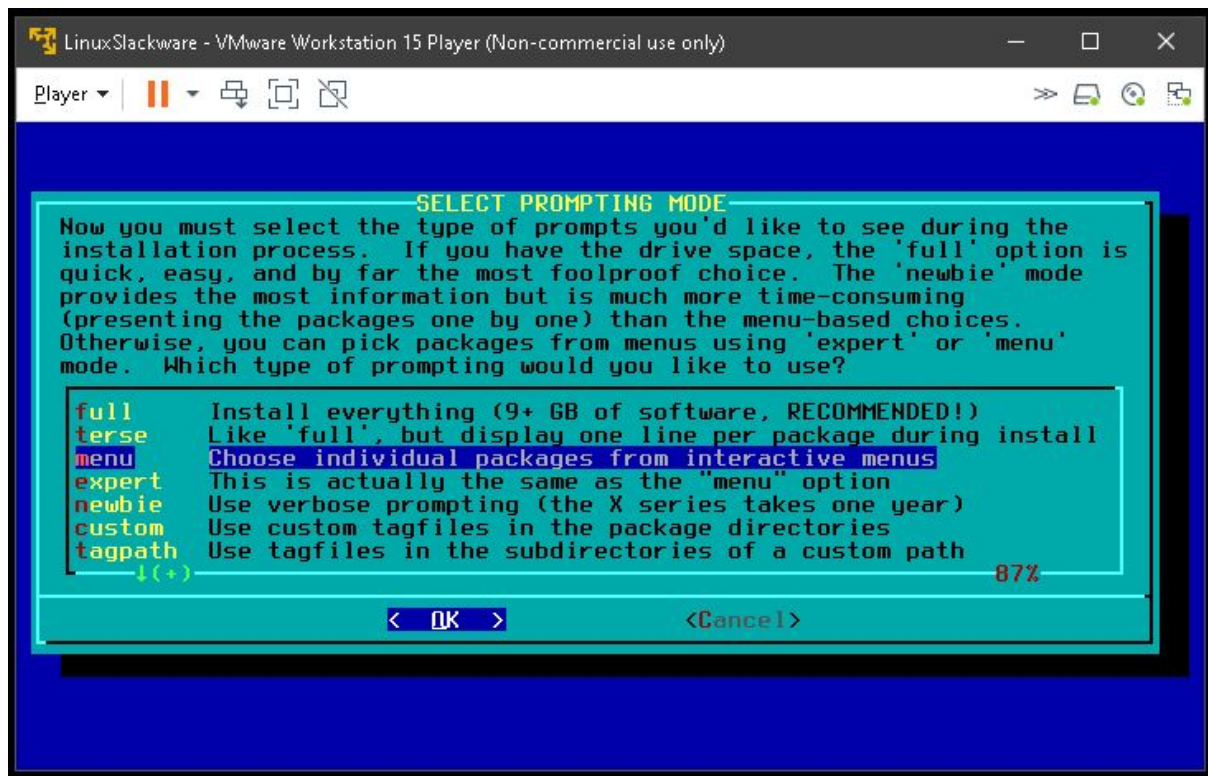 LinuxSlackware - VMware Workstation 15 Player (Non-commercial use only)
Player
SELECT PROMPTING MODE
Now you must select the type of prompts you'd like to see during the
installation process.  If you have the drive space, the 'full' option is
quick, easy, and by far the most foolproof choice.  The 'newbie' mode
provides the most information but is much more time-consuming
(presenting the packages one by one) than the menu-based choices.
Otherwise, you can pick packages from menus using 'expert' or 'menu'
mode.  Which type of prompting would you like to use?
full Install everything (9+ GB of software, RECOMMENDED!)
terse Like 'full', but display one line per package during install
menu Choose individual packages from interactive menus
expert This is actually the same as the "menu" option
newbie Use verbose prompting (the X series takes one year)
custom Use custom tagfiles in the package directories
tagpath Use tagfiles in the subdirectories of a custom path
↓(+) 87%
< OK > <Cancel>